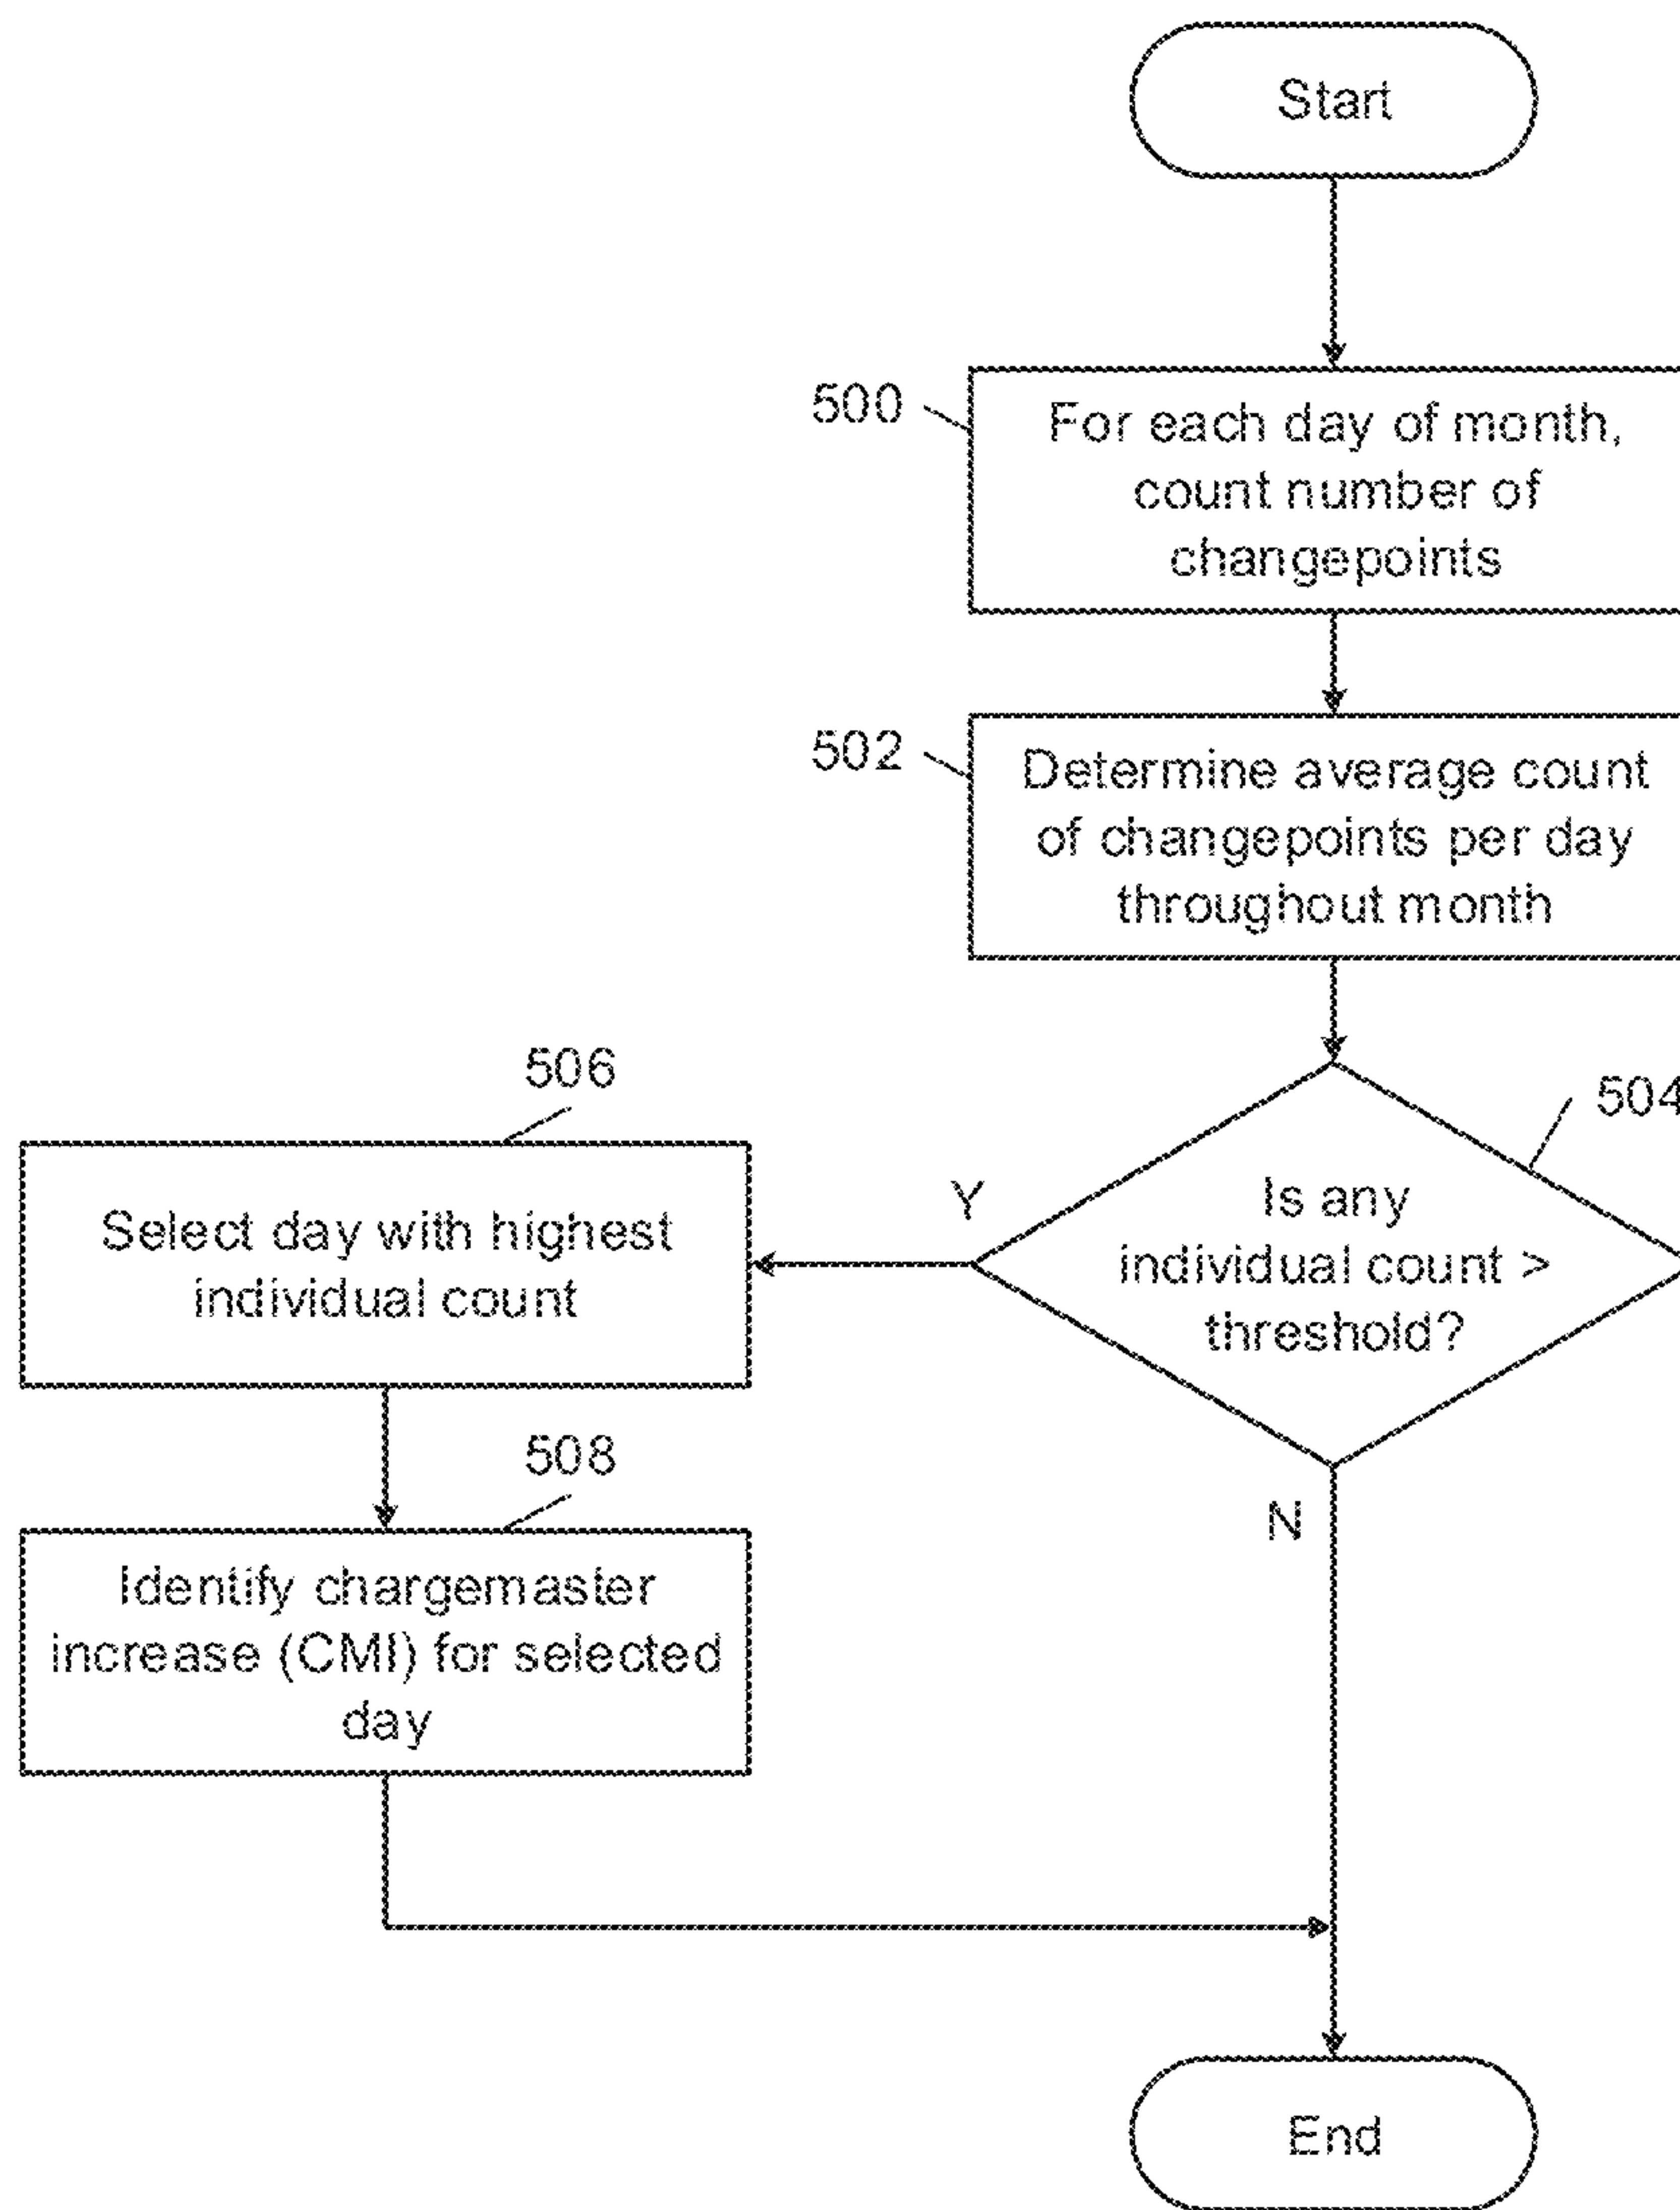 Start
500
For each day of month,
count number of
changepoints
502
Determine average count
of changepoints per day
throughout month
504
Is any
individual count >
threshold?
Y
N
506
Select day with highest
individual count
508
Identify chargemaster
increase (CMI) for selected
day
End